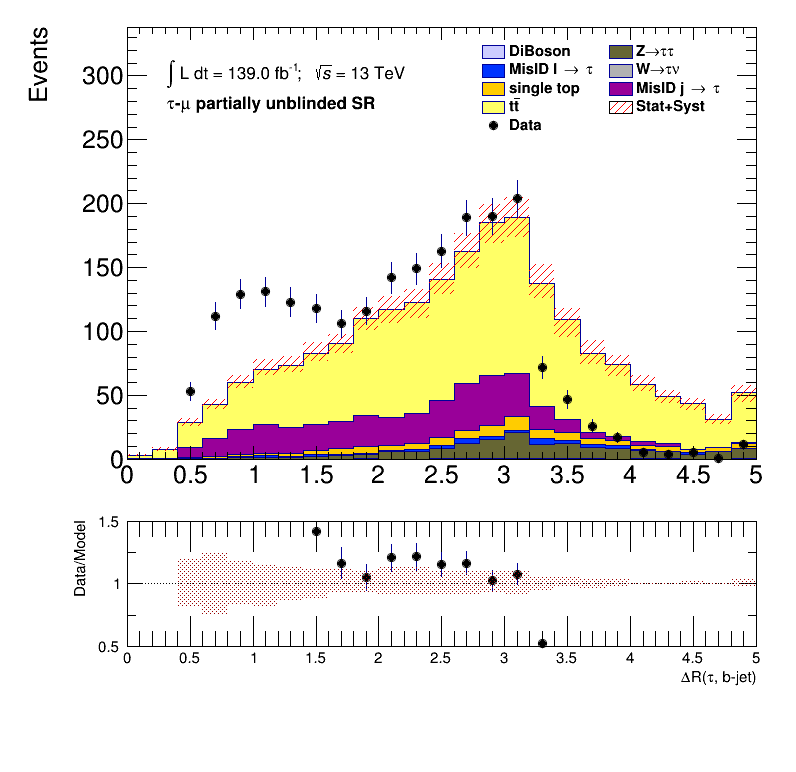 Events
∫ L dt = 139.0 fb⁻¹; √s = 13 TeV
τ-μ partially unblinded SR
DiBoson
MisID l → τ
single top
tt̄
Data
Z→ττ
W→τν
MisID j → τ
Stat+Syst
300
250
200
150
100
50
0
0 0.5 1 1.5 2 2.5 3 3.5 4 4.5 5
Data/Model
1.5
1
0.5
0 0.5 1 1.5 2 2.5 3 3.5 4 4.5 5
ΔR(τ, b-jet)